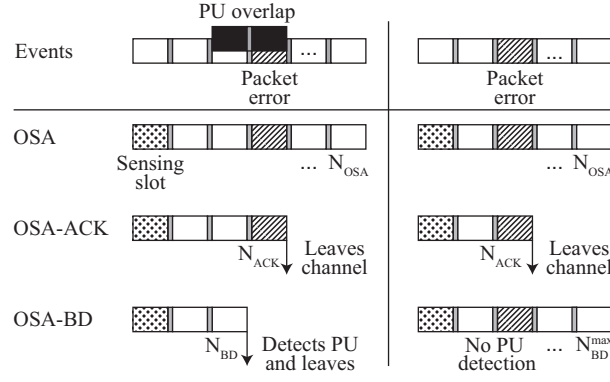 PU overlap
Events
...
...
Packet
error
Packet
error
OSA
Sensing
slot
... N_OSA
... N_OSA
OSA-ACK
N_ACK
Leaves
channel
N_ACK
Leaves
channel
OSA-BD
N_BD
Detects PU
and leaves
No PU
detection
... N_BD^max